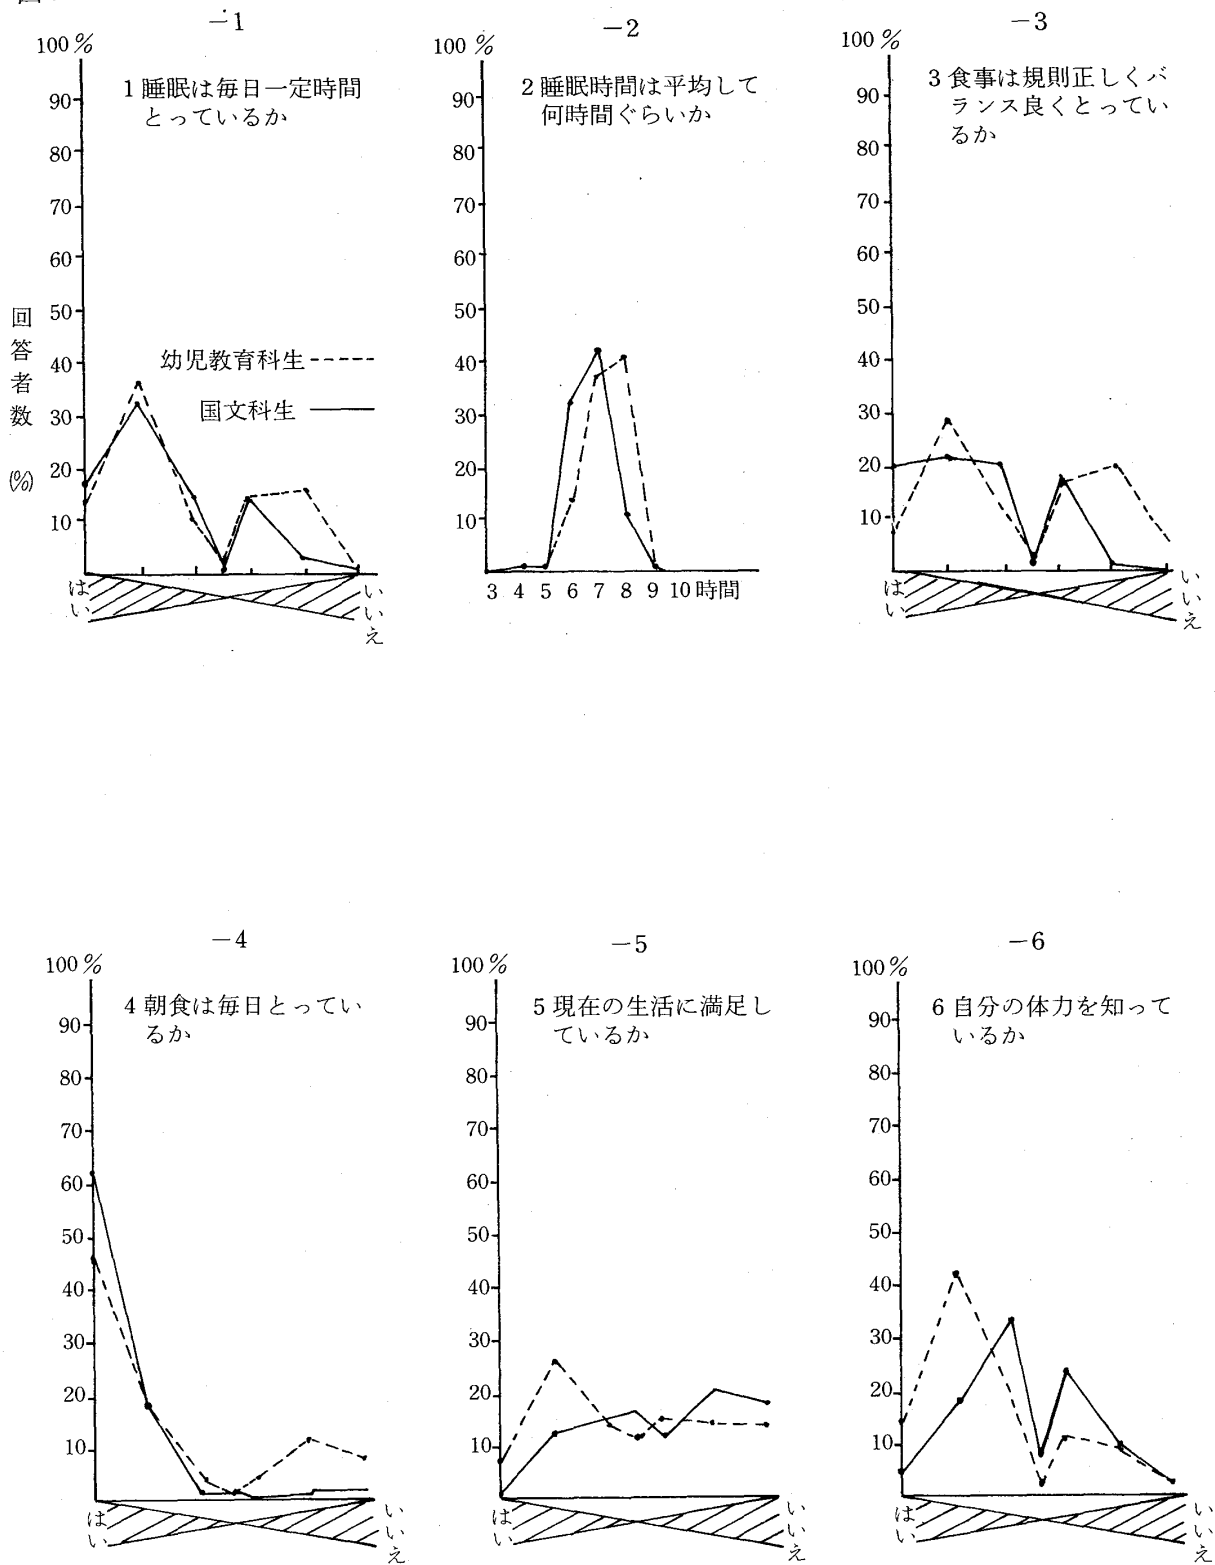 −1
100 %
1 睡眠は毎日一定時間
とっているか
90
80
70
60
50
40
30
20
10
回答者数 (%)
幼児教育科生
国文科生
はい
いいえ
−2
100 %
2 睡眠時間は平均して
何時間ぐらいか
90
80
70
60
50
40
30
20
10
3 4 5 6 7 8 9 10 時間
−3
100 %
3 食事は規則正しくバ
ランス良くとってい
るか
90
80
70
60
50
40
30
20
10
はい
いいえ
−4
100 %
4 朝食は毎日とってい
るか
90
80
70
60
50
40
30
20
10
はい
いいえ
−5
100 %
5 現在の生活に満足し
ているか
90
80
70
60
50
40
30
20
10
はい
いいえ
−6
100 %
6 自分の体力を知って
いるか
90
80
70
60
50
40
30
20
10
はい
いいえ